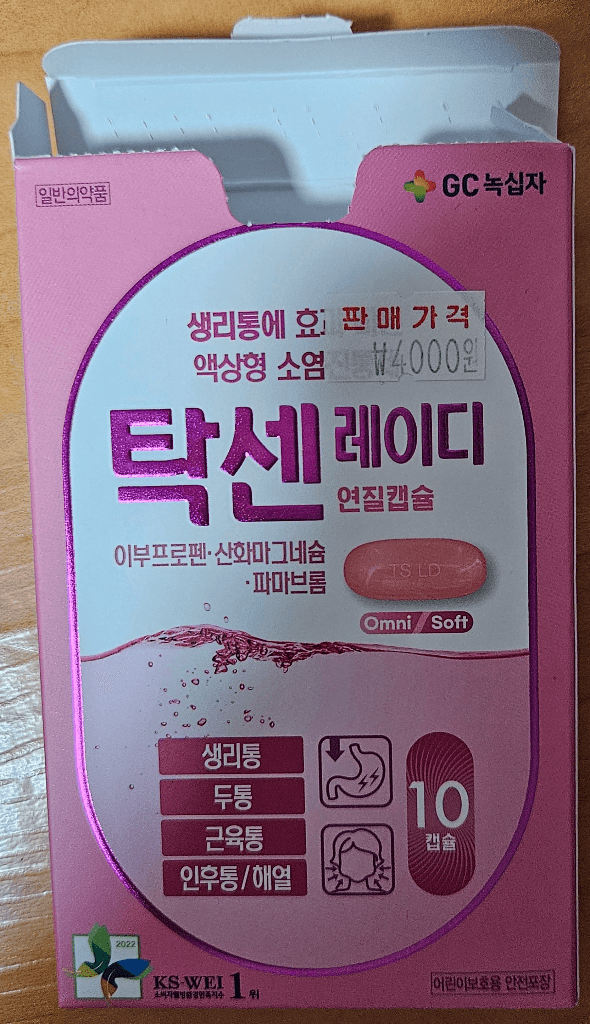 일반의약품
GC 녹십자
생리통에 효
판매가격
액상형 소염
₩4000원
탁센 레이디
연질캡슐
이부프로펜·산화마그네슘
·파마브롬
TS LD
Omni / Soft
생리통
두통
근육통
인후통/해열
10
캡슐
2022
KS-WEI 1위
어린이보호용 안전포장